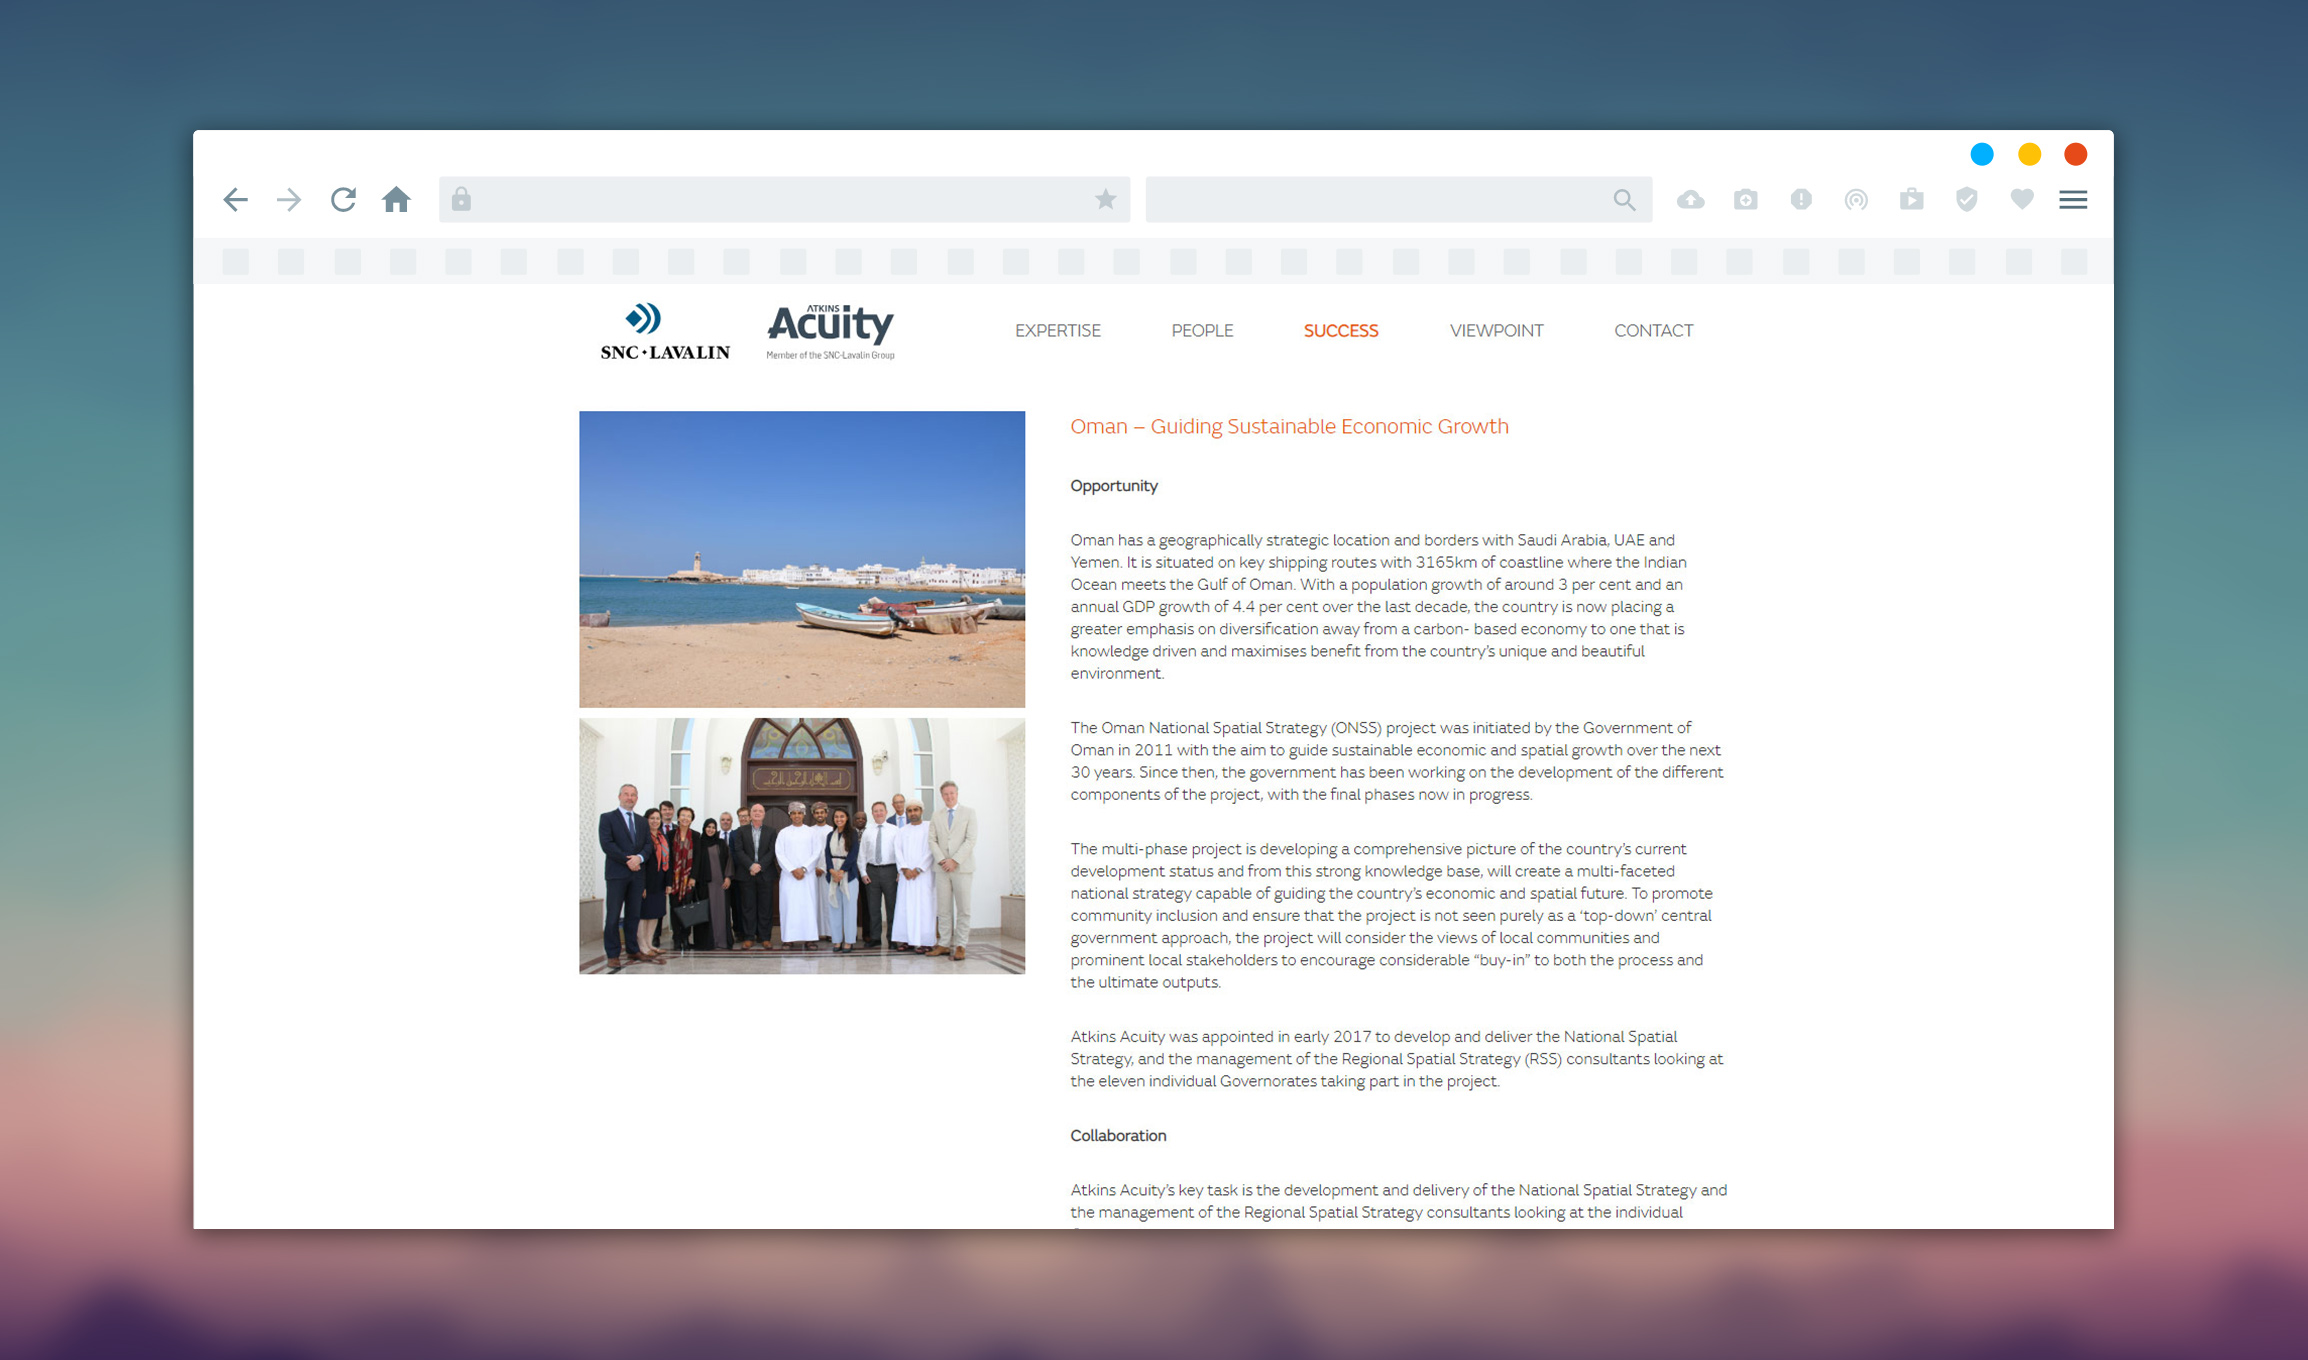 SNC·LAVALIN
ATKINS
Acuity
Member of the SNC-Lavalin Group
EXPERTISE
PEOPLE
SUCCESS
VIEWPOINT
CONTACT
Oman – Guiding Sustainable Economic Growth
Opportunity
Oman has a geographically strategic location and borders with Saudi Arabia, UAE and
Yemen. It is situated on key shipping routes with 3165km of coastline where the Indian
Ocean meets the Gulf of Oman. With a population growth of around 3 per cent and an
annual GDP growth of 4.4 per cent over the last decade, the country is now placing a
greater emphasis on diversification away from a carbon- based economy to one that is
knowledge driven and maximises benefit from the country’s unique and beautiful
environment.
The Oman National Spatial Strategy (ONSS) project was initiated by the Government of
Oman in 2011 with the aim to guide sustainable economic and spatial growth over the next
30 years. Since then, the government has been working on the development of the different
components of the project, with the final phases now in progress.
The multi-phase project is developing a comprehensive picture of the country’s current
development status and from this strong knowledge base, will create a multi-faceted
national strategy capable of guiding the country’s economic and spatial future. To promote
community inclusion and ensure that the project is not seen purely as a ‘top-down’ central
government approach, the project will consider the views of local communities and
prominent local stakeholders to encourage considerable “buy-in” to both the process and
the ultimate outputs.
Atkins Acuity was appointed in early 2017 to develop and deliver the National Spatial
Strategy, and the management of the Regional Spatial Strategy (RSS) consultants looking at
the eleven individual Governorates taking part in the project.
Collaboration
Atkins Acuity’s key task is the development and delivery of the National Spatial Strategy and
the management of the Regional Spatial Strategy consultants looking at the individual